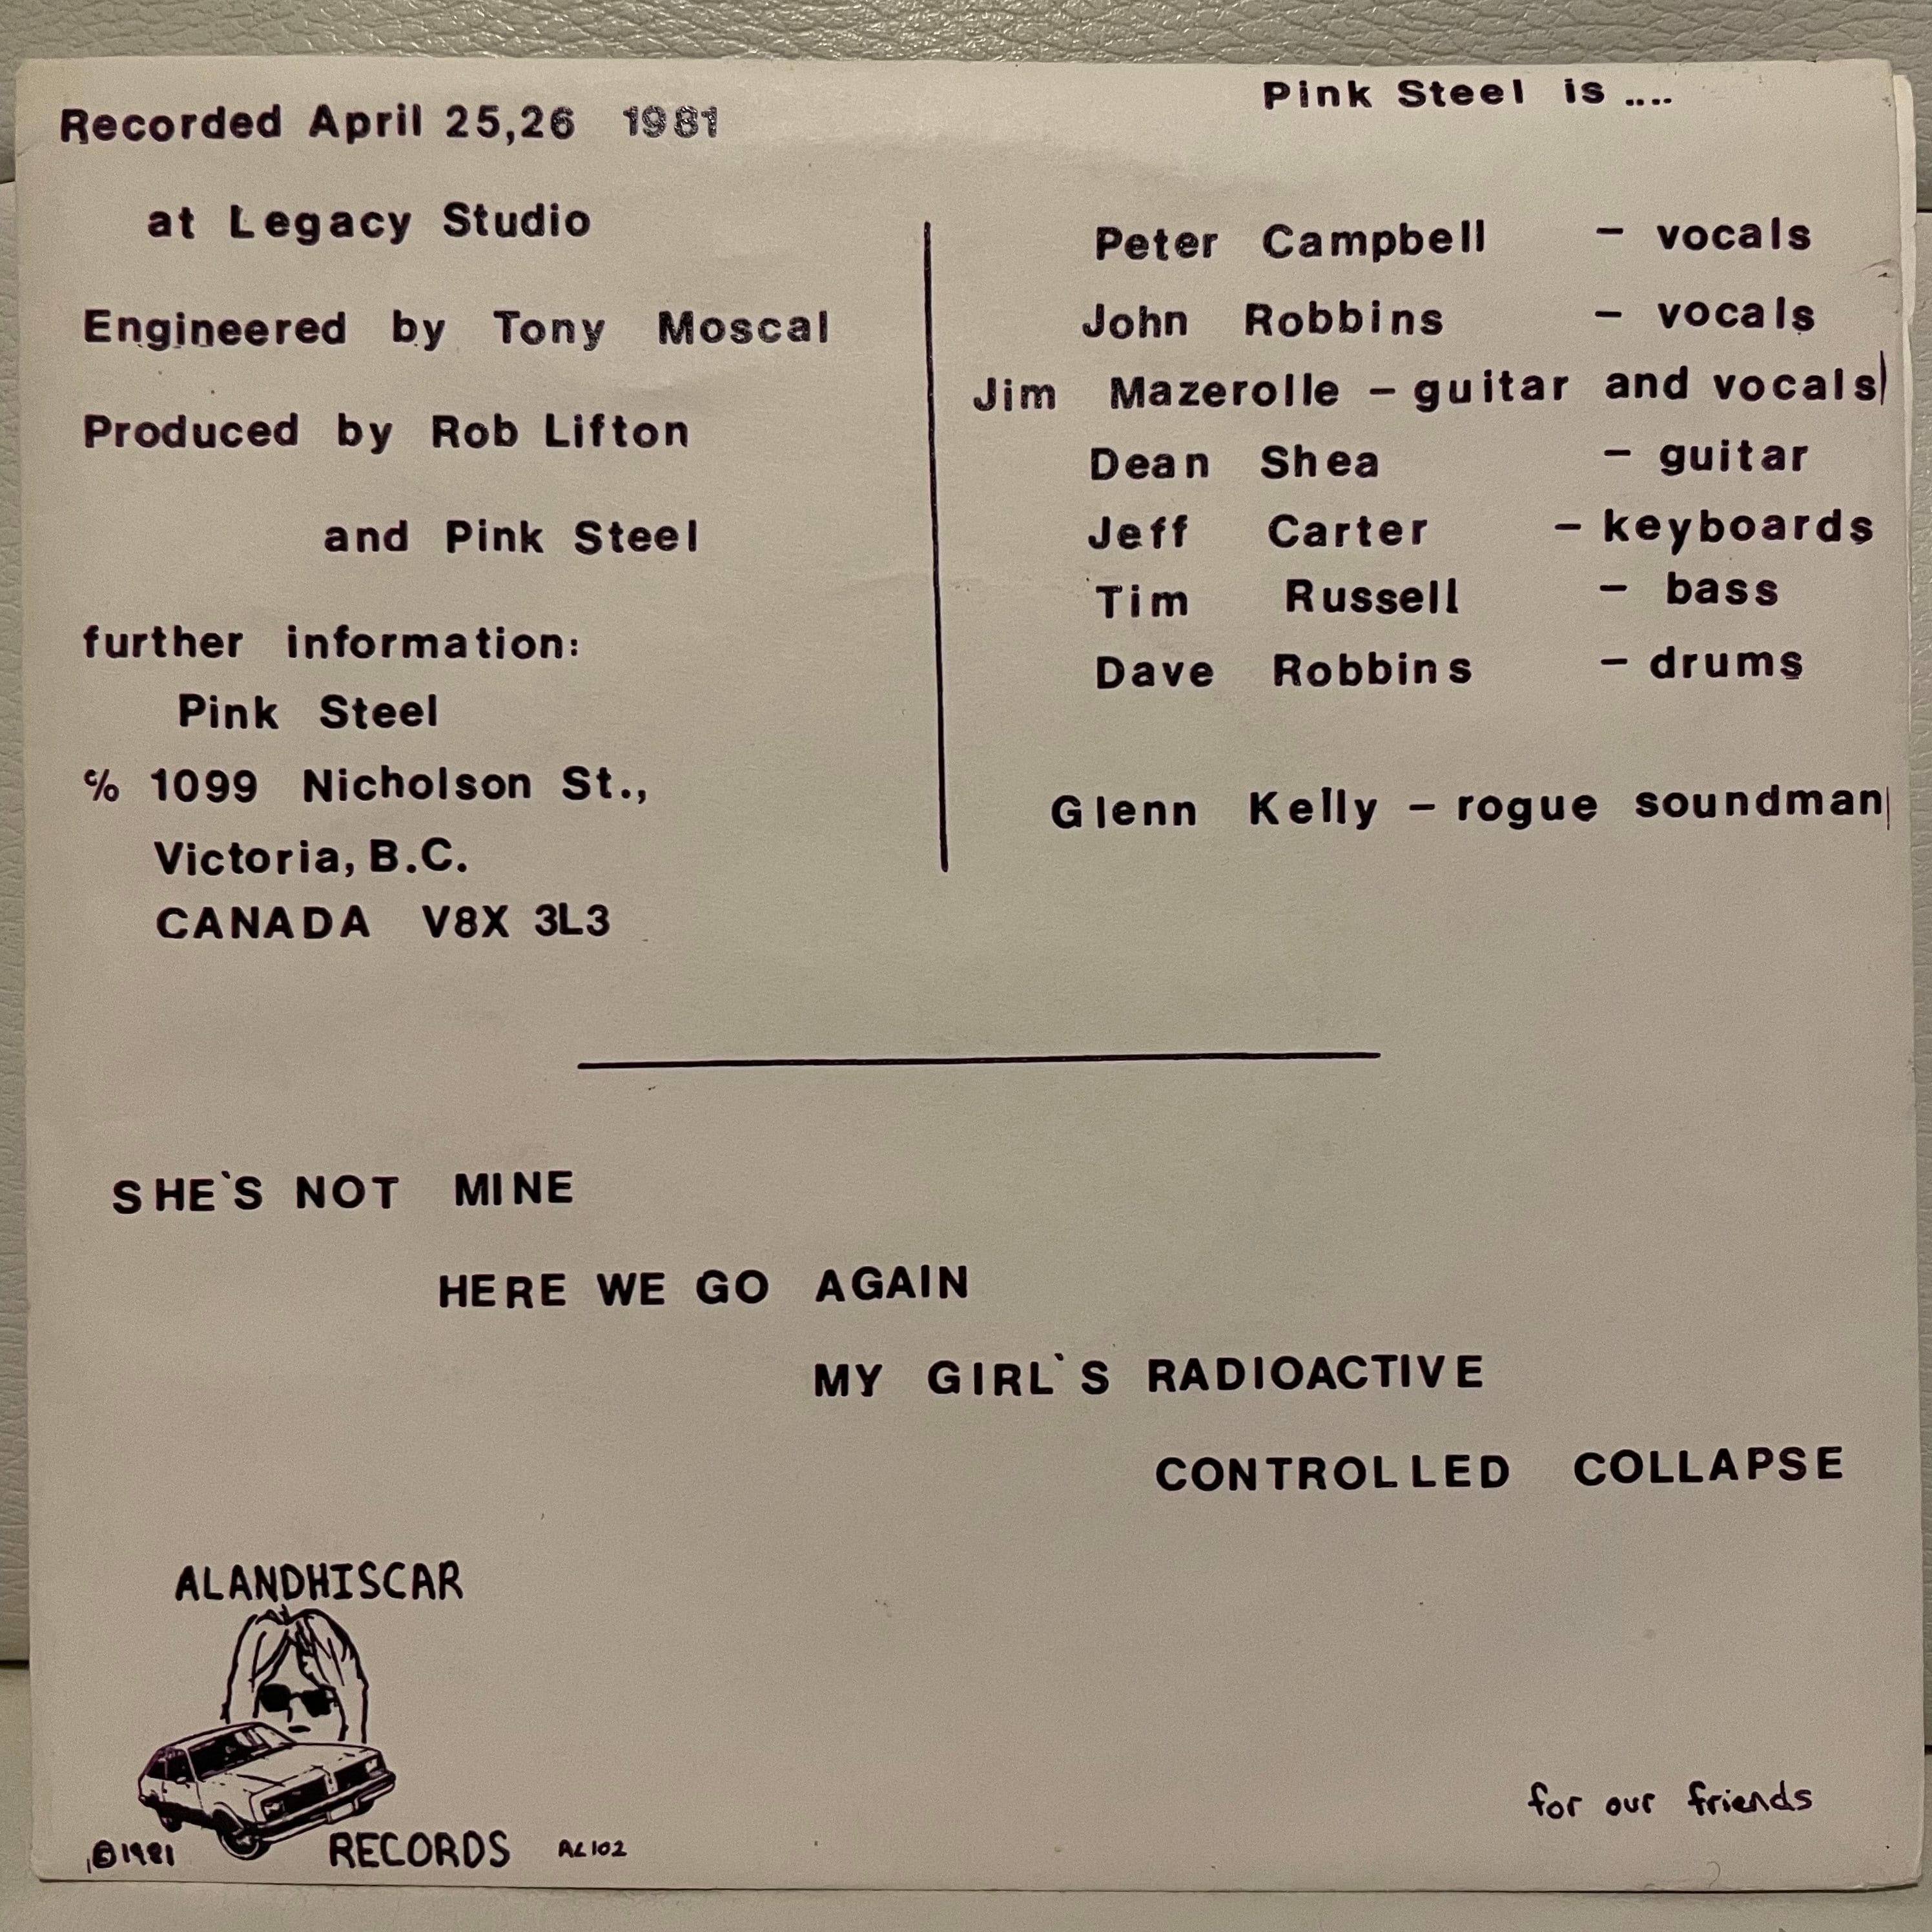 Recorded April 25,26 1981
at Legacy Studio
Engineered by Tony Moscal
Produced by Rob Lifton
and Pink Steel
further information:
Pink Steel
℅ 1099 Nicholson St.,
Victoria, B.C.
CANADA V8X 3L3
Pink Steel is ....
Peter Campbell - vocals
John Robbins - vocals
Jim Mazerolle - guitar and vocals
Dean Shea - guitar
Jeff Carter - keyboards
Tim Russell - bass
Dave Robbins - drums
Glenn Kelly - rogue soundman
SHE`S NOT MINE
HERE WE GO AGAIN
MY GIRL`S RADIOACTIVE
CONTROLLED COLLAPSE
ALANDHISCAR
©1981 RECORDS AL102
for our friends